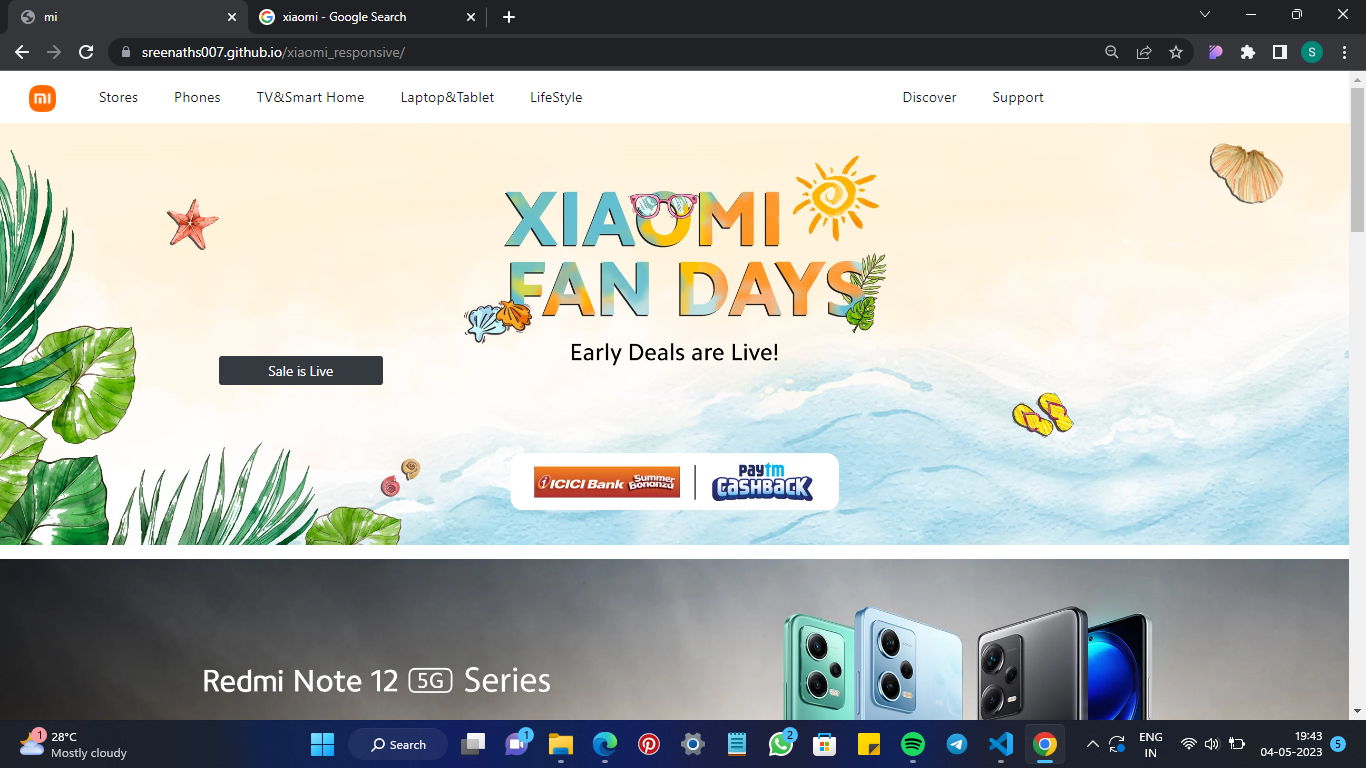 mi
xiaomi - Google Search
sreenaths007.github.io/xiaomi_responsive/
S
mi
Stores
Phones
TV&Smart Home
Laptop&Tablet
LifeStyle
Discover
Support
XIAOMI
FAN DAYS
Early Deals are Live!
Sale is Live
i ICICI Bank
Summer
Bonanza
paytm
CASHBACK
Redmi Note 12 5G Series
1
28°C
Mostly cloudy
Search
1
2
ENG
IN
19:43
04-05-2023
5